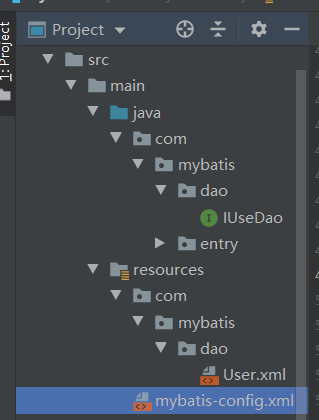 Project
1: Project
src
main
java
com
mybatis
dao
IUseDao
entry
resources
com
mybatis
dao
User.xml
mybatis-config.xml